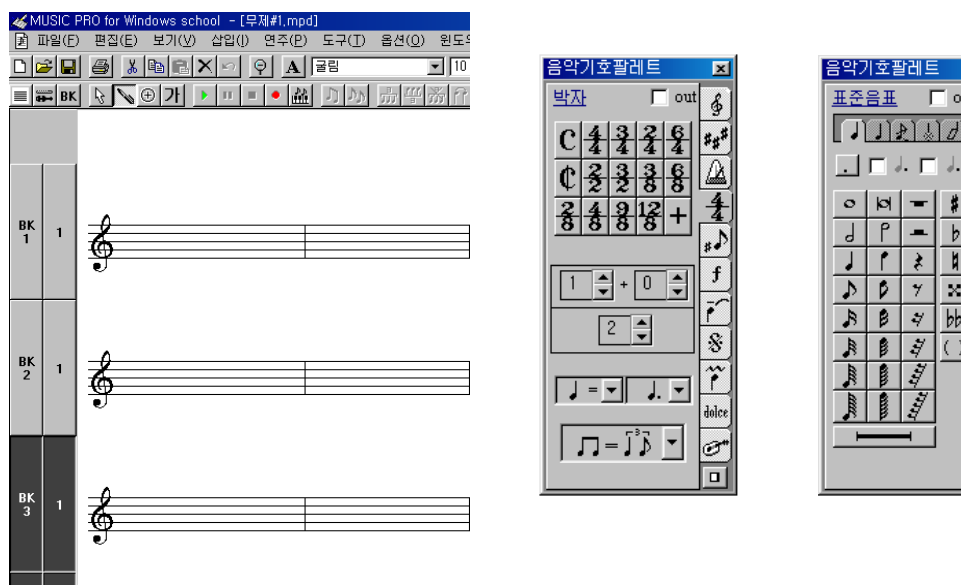 MUSIC PRO for Windows school - [무제#1,mpd]
파일(F) 편집(E) 보기(V) 삽입(I) 연주(P) 도구(T) 옵션(O) 윈도우
A 굴림 10
BK 가
BK 1 1
BK 2 1
BK 3 1
음악기호팔레트
박자 out
C 4/4 3/4 2/4 6/4
2/2 3/2 3/8 6/8
2/8 4/8 9/8 12/8 +
1 + 0
2
=
= 3
f
dolce
음악기호팔레트
표준음표 o
( )